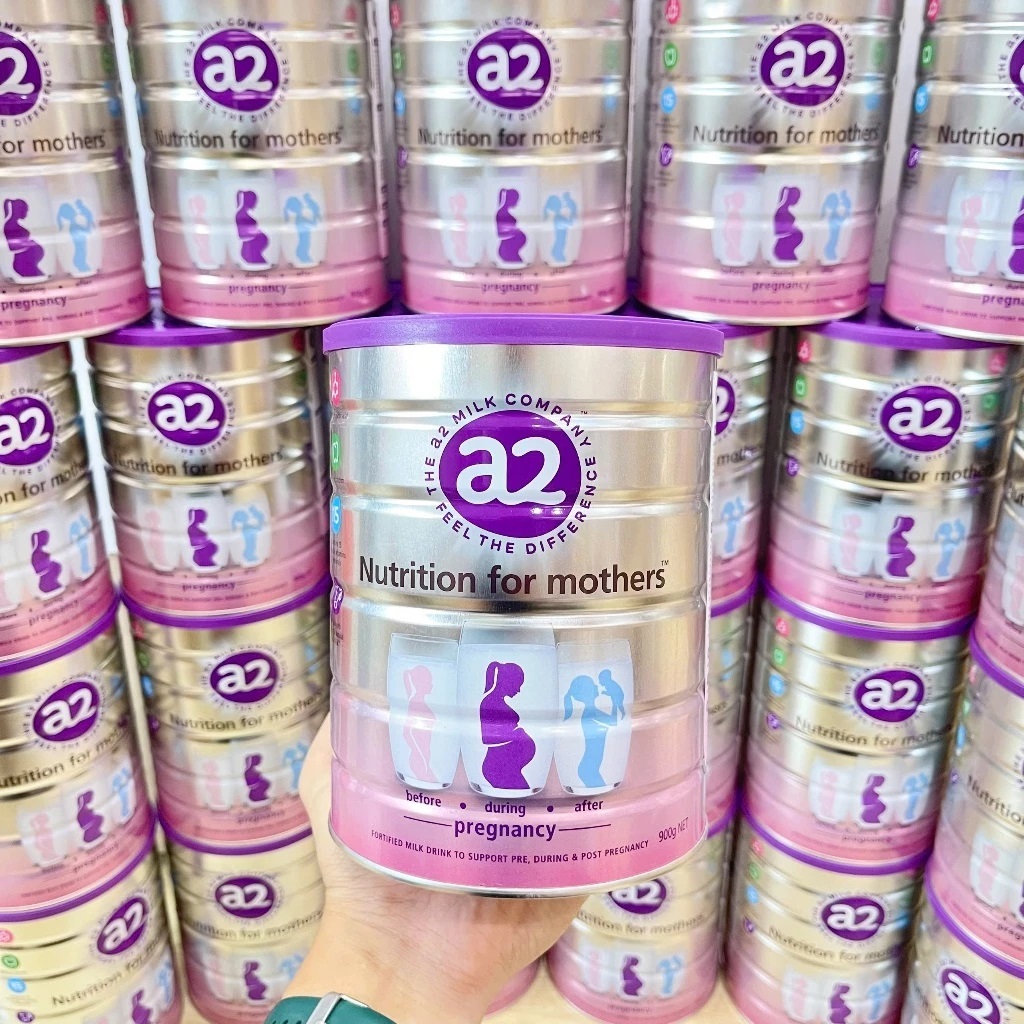 THE a2 MILK COMPANY™
a2
FEEL THE DIFFERENCE
Nutrition for mothers™
before • during • after
pregnancy
FORTIFIED MILK DRINK TO SUPPORT PRE, DURING & POST PREGNANCY
900g NET